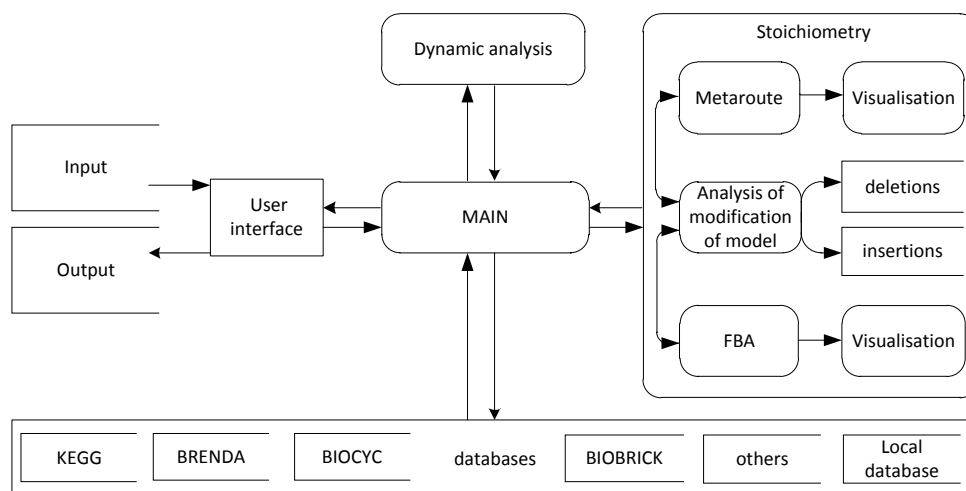 Dynamic analysis
Stoichiometry
Metaroute
Visualisation
Input
User
interface
MAIN
Analysis of
modification
of model
deletions
insertions
Output
FBA
Visualisation
KEGG
BRENDA
BIOCYC
databases
BIOBRICK
others
Local
database